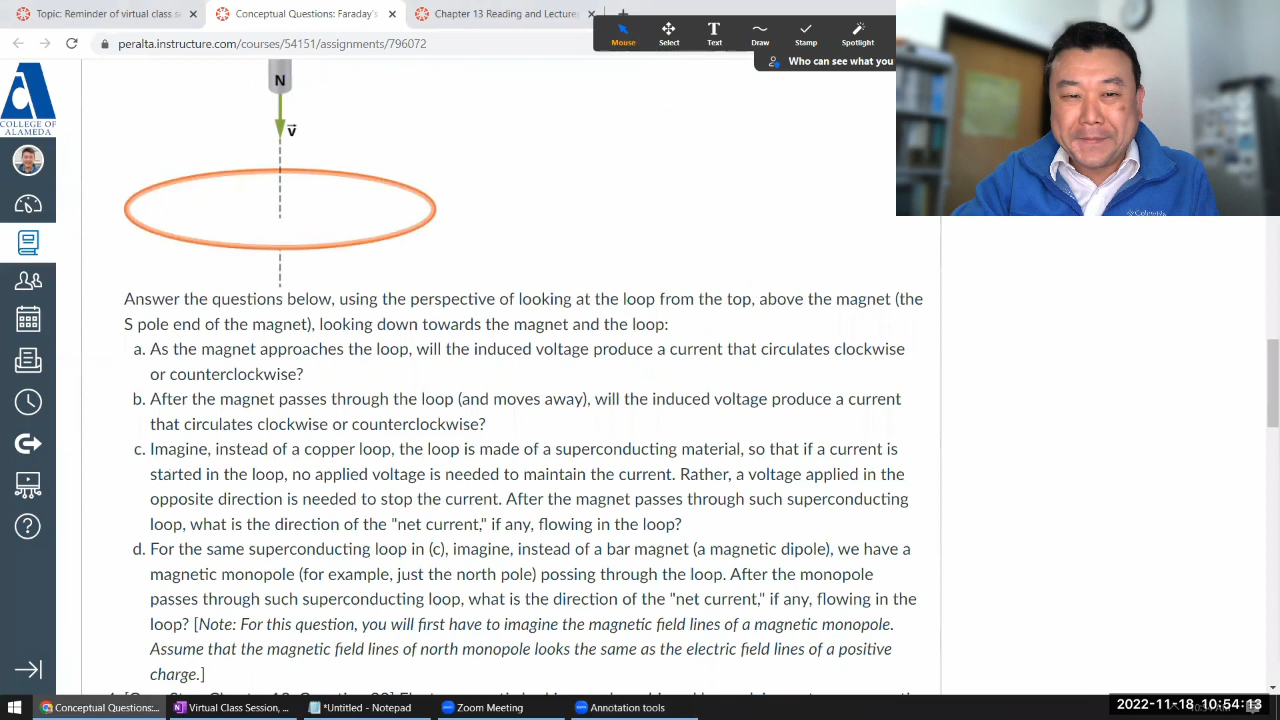 Topic: Reminder of virtual class s
Conceptual Questions: Faraday's
Chapter 13 Reading and Lecture
Mouse
Select
Text
Draw
Stamp
Spotlight
peralta.instructure.com/courses/54151/assignments/796072
Who can see what you
N
v
COLLEGE OF
ALAMEDA
Columbia
Answer the questions below, using the perspective of looking at the loop from the top, above the magnet (the
S pole end of the magnet), looking down towards the magnet and the loop:
a. As the magnet approaches the loop, will the induced voltage produce a current that circulates clockwise
or counterclockwise?
b. After the magnet passes through the loop (and moves away), will the induced voltage produce a current
that circulates clockwise or counterclockwise?
c. Imagine, instead of a copper loop, the loop is made of a superconducting material, so that if a current is
started in the loop, no applied voltage is needed to maintain the current. Rather, a voltage applied in the
opposite direction is needed to stop the current. After the magnet passes through such superconducting
loop, what is the direction of the "net current," if any, flowing in the loop?
d. For the same superconducting loop in (c), imagine, instead of a bar magnet (a magnetic dipole), we have a
magnetic monopole (for example, just the north pole) possing through the loop. After the monopole
passes through such superconducting loop, what is the direction of the "net current," if any, flowing in the
loop? [Note: For this question, you will first have to imagine the magnetic field lines of a magnetic monopole.
Assume that the magnetic field lines of north monopole looks the same as the electric field lines of a positive
charge.]
Conceptual Questions:
Virtual Class Session, ...
*Untitled - Notepad
Zoom Meeting
Annotation tools
2022-11-18 10:54:13